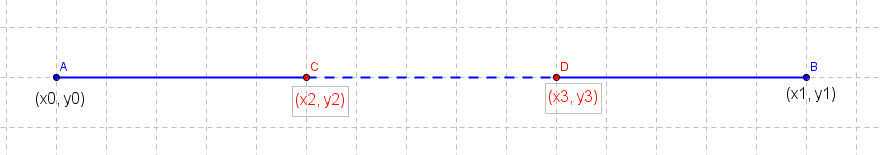 A
C
D
B
(x0, y0)
(x2, y2)
(x3, y3)
(x1, y1)